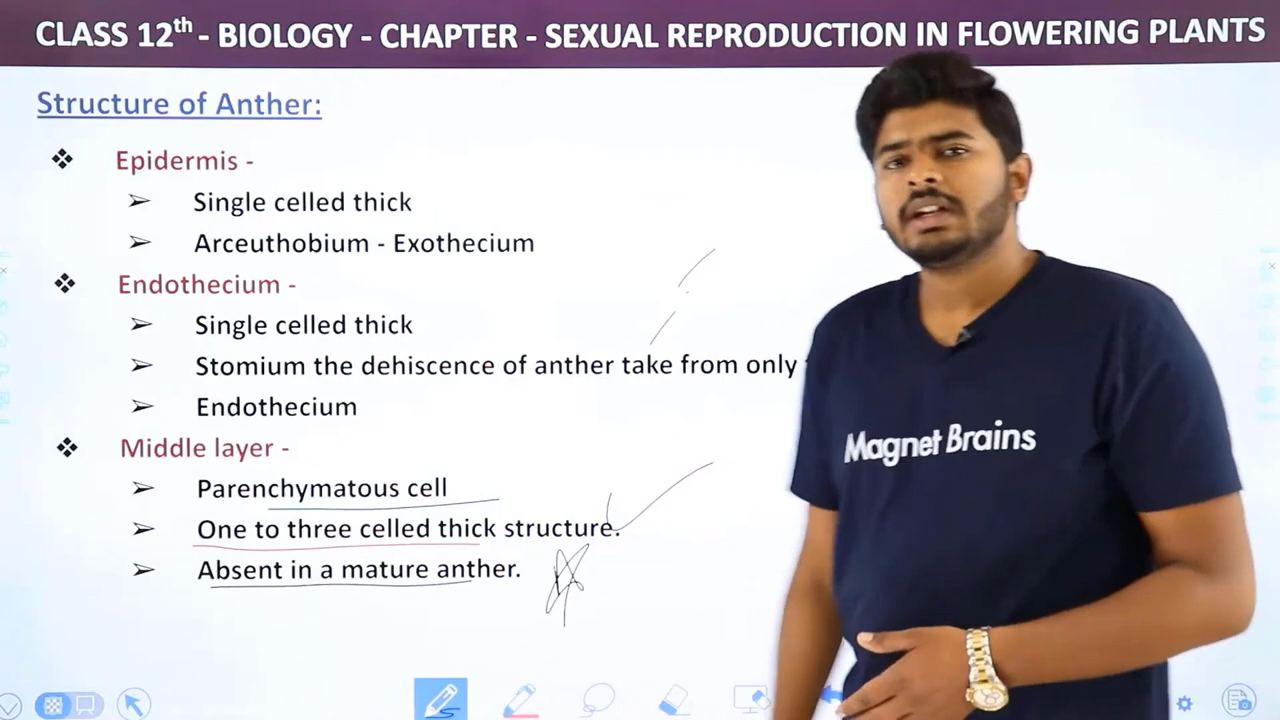 CLASS 12th - BIOLOGY - CHAPTER - SEXUAL REPRODUCTION IN FLOWERING PLANTS
Structure of Anther:
❖ Epidermis -
➢ Single celled thick
➢ Arceuthobium - Exothecium
❖ Endothecium -
➢ Single celled thick
➢ Stomium the dehiscence of anther take from only
➢ Endothecium
❖ Middle layer -
➢ Parenchymatous cell
➢ One to three celled thick structure.
➢ Absent in a mature anther.
Magnet Brains